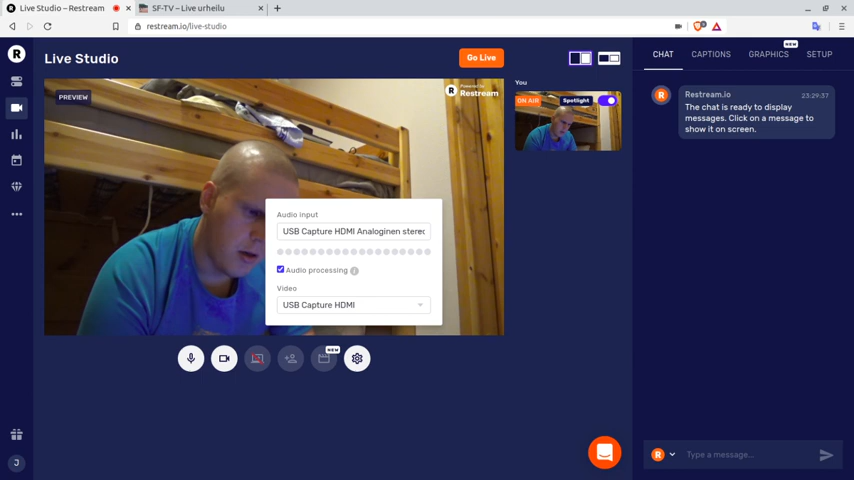 Live Studio – Restream
SF-TV – Live urheilu
restream.io/live-studio
R
Live Studio
Go Live
CHAT
CAPTIONS
GRAPHICS
NEW
SETUP
PREVIEW
Powered by
Restream
You
ON AIR
Spotlight
Restream.io
23:29:37
The chat is ready to display
messages. Click on a message to
show it on screen.
Audio input
USB Capture HDMI Analoginen stereo
Audio processing
Video
USB Capture HDMI
NEW
J
Type a message...